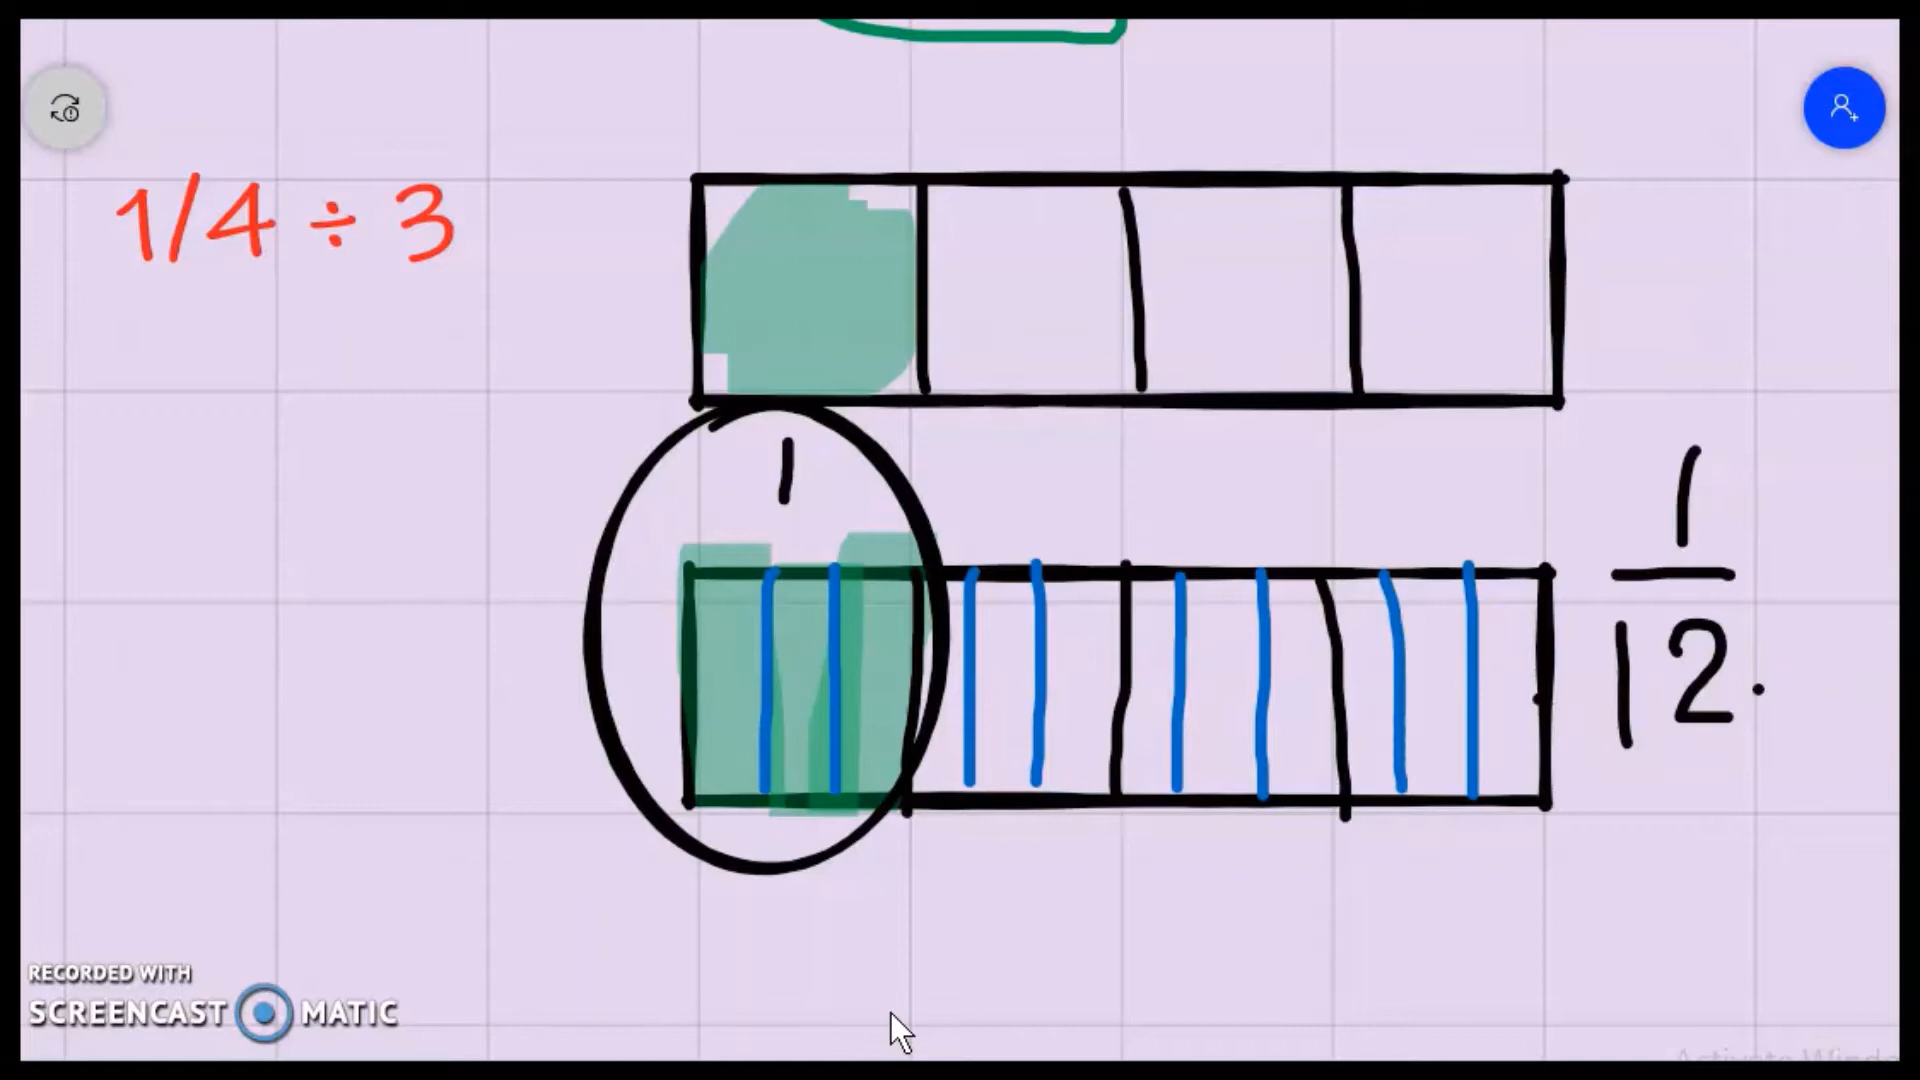 1/4 ÷ 3
1
1
12.
RECORDED WITH
SCREENCAST MATIC